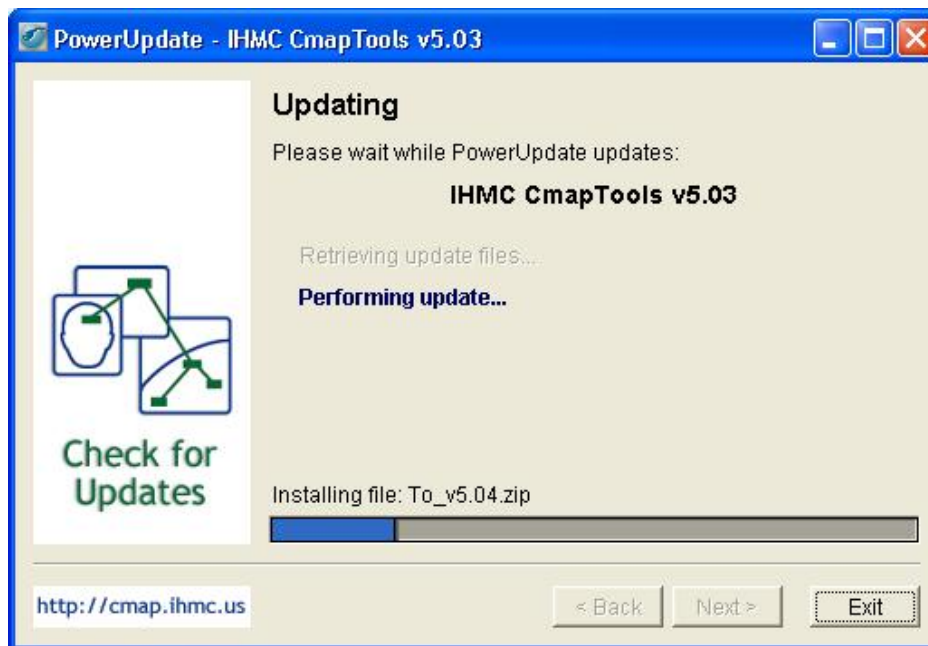 PowerUpdate - IHMC CmapTools v5.03
Updating
Please wait while PowerUpdate updates:
IHMC CmapTools v5.03
Retrieving update files...
Performing update...
Check for
Updates
Installing file: To_v5.04.zip
http://cmap.ihmc.us
< Back
Next >
Exit